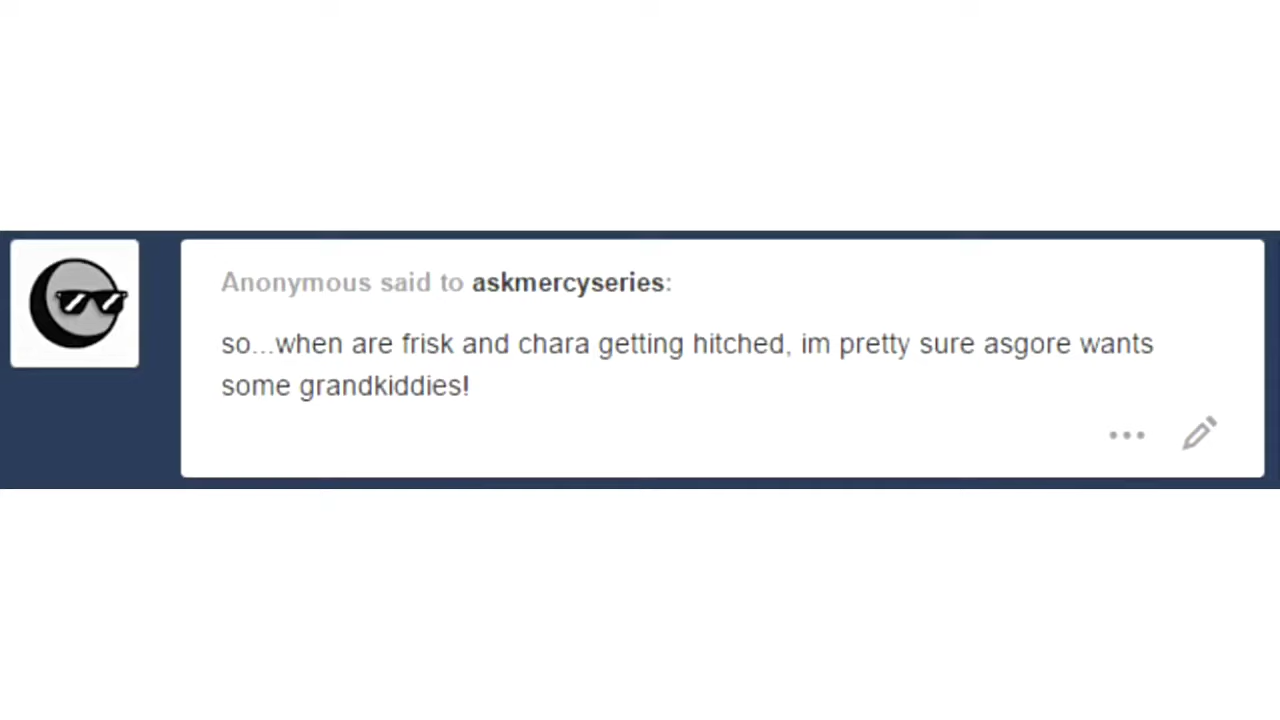 Anonymous said to askmercyseries:
so...when are frisk and chara getting hitched, im pretty sure asgore wants
some grandkiddies!